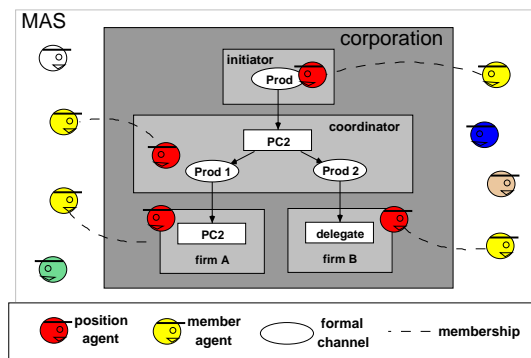 MAS
corporation
initiator
Prod
coordinator
PC2
Prod 1
Prod 2
PC2
delegate
firm A
firm B
position
agent
member
agent
formal
channel
membership